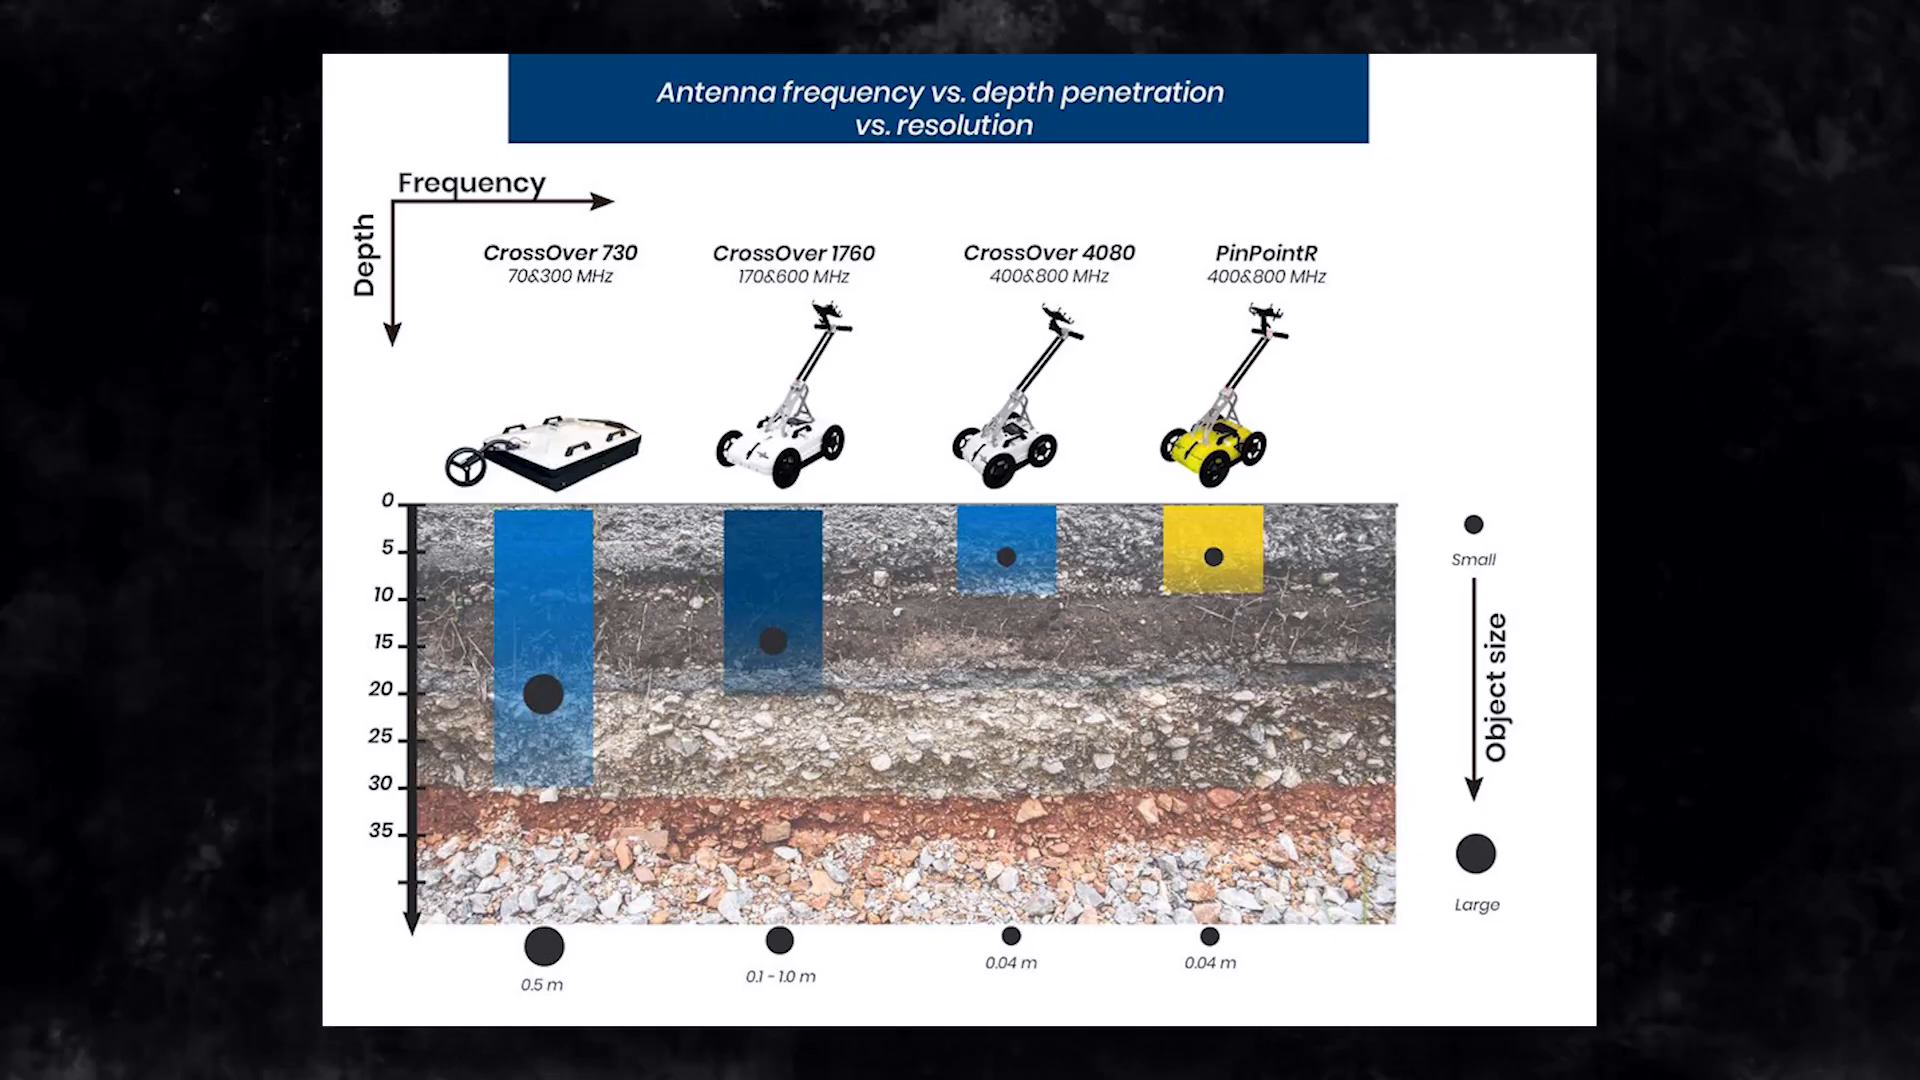 Antenna frequency vs. depth penetration
vs. resolution
Frequency
Depth
CrossOver 730
70&300 MHz
CrossOver 1760
170&600 MHz
CrossOver 4080
400&800 MHz
PinPointR
400&800 MHz
0
5
10
15
20
25
30
35
Small
Object size
Large
0.5 m
0.1 - 1.0 m
0.04 m
0.04 m